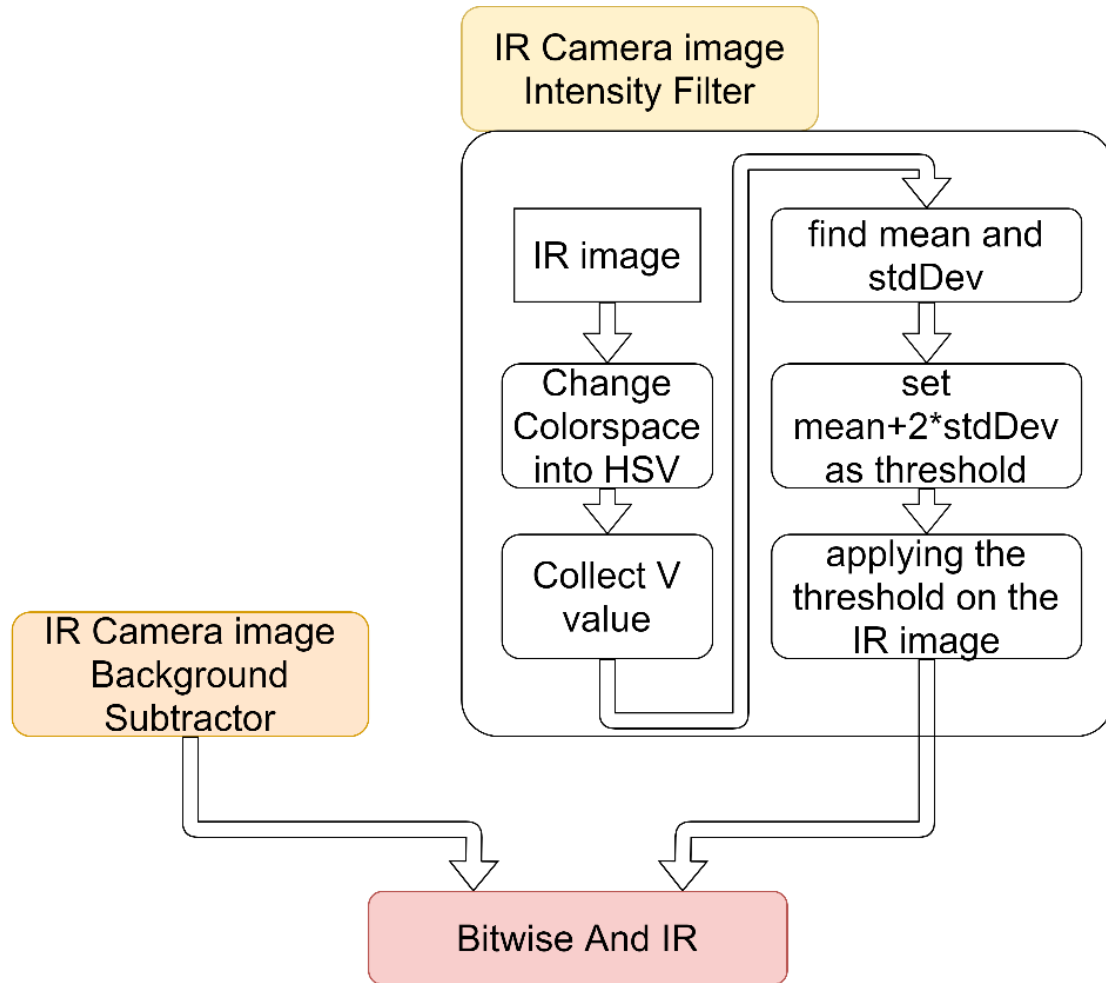 IR Camera image
Intensity Filter
IR image
Change
Colorspace
into HSV
Collect V
value
find mean and
stdDev
set
mean+2*stdDev
as threshold
applying the
threshold on the
IR image
IR Camera image
Background
Subtractor
Bitwise And IR